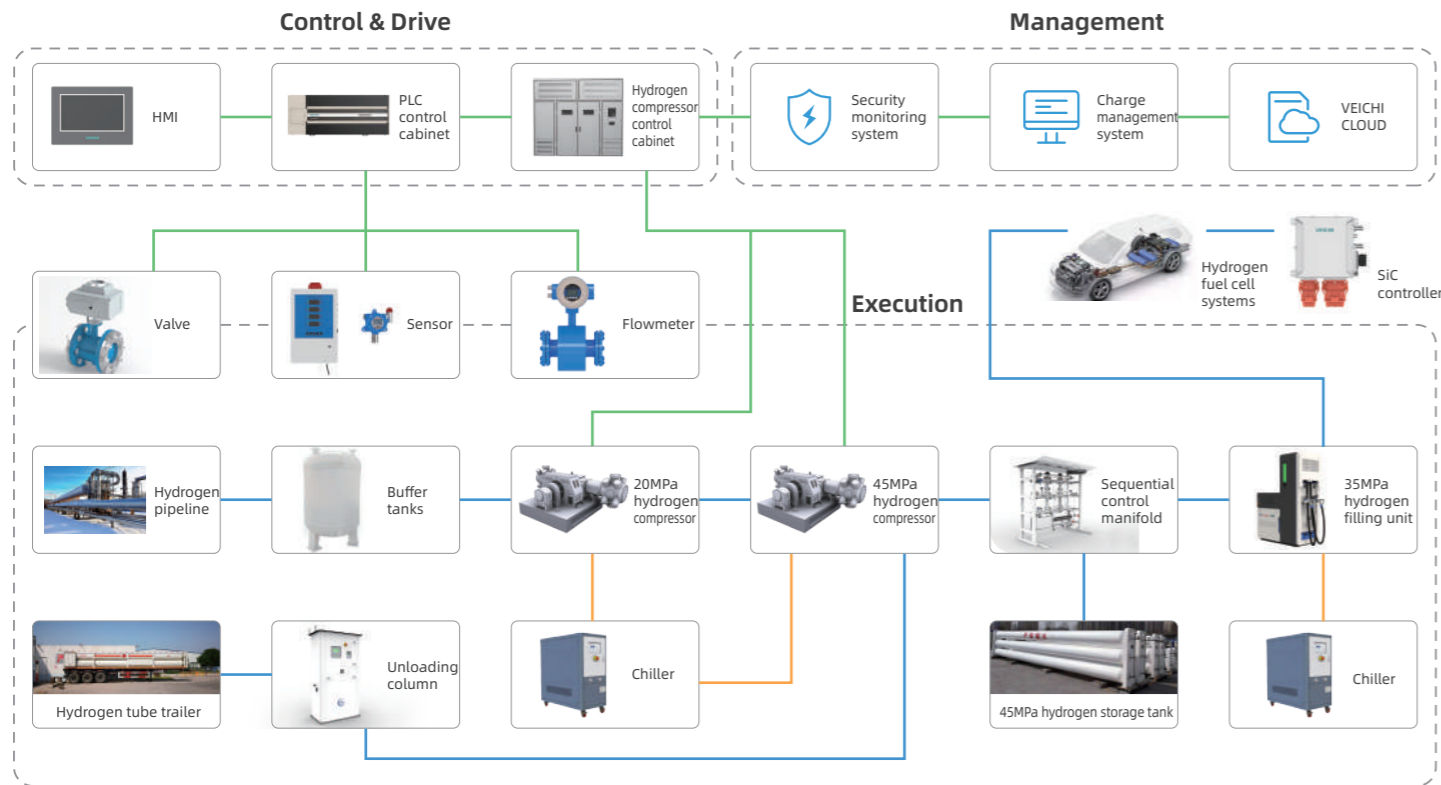 Control & Drive
Management
HMI
PLC
control
cabinet
Hydrogen
compressor
control
cabinet
Security
monitoring
system
Charge
management
system
VEICHI
CLOUD
Valve
Sensor
Flowmeter
Execution
Hydrogen
fuel cell
systems
SiC
controller
Hydrogen
pipeline
Buffer
tanks
20MPa
hydrogen
compressor
45MPa
hydrogen
compressor
Sequential
control
manifold
35MPa
hydrogen
filling unit
Hydrogen tube trailer
Unloading
column
Chiller
45MPa hydrogen storage tank
Chiller